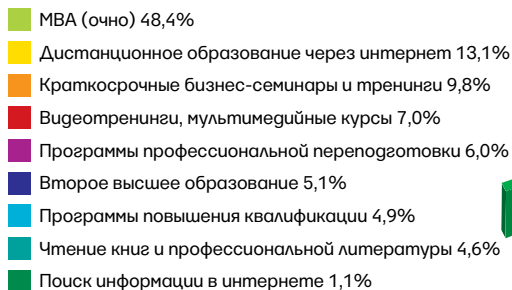 МВА (очно) 48,4%
Дистанционное образование через интернет 13,1%
Краткосрочные бизнес-семинары и тренинги 9,8%
Видеотренинги, мультимедийные курсы 7,0%
Программы профессиональной переподготовки 6,0%
Второе высшее образование 5,1%
Программы повышения квалификации 4,9%
Чтение книг и профессиональной литературы 4,6%
Поиск информации в интернете 1,1%